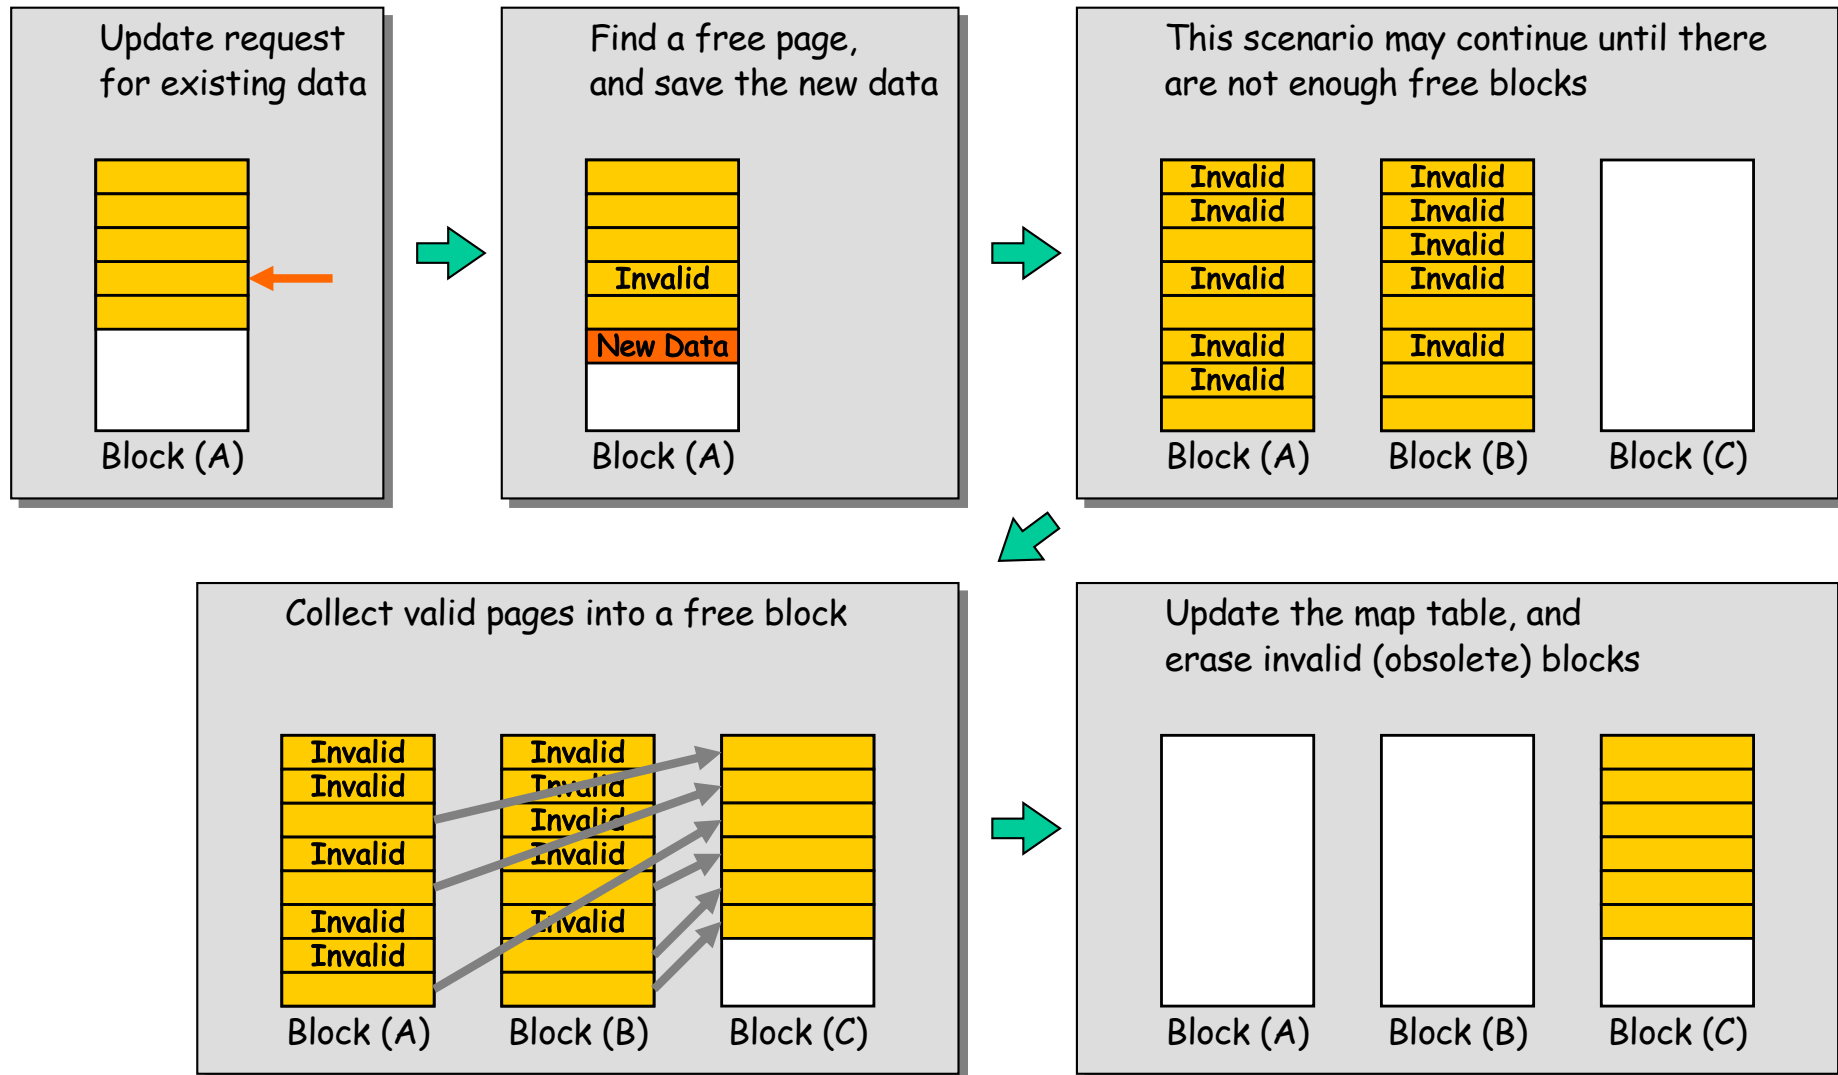 Update request
for existing data
Block (A)
Find a free page,
and save the new data
Invalid
New Data
Block (A)
This scenario may continue until there
are not enough free blocks
Invalid Invalid
Invalid Invalid
Invalid
Invalid Invalid
Invalid Invalid
Invalid
Block (A) Block (B) Block (C)
Collect valid pages into a free block
Invalid Invalid
Invalid Invalid
Invalid
Invalid Invalid
Invalid Invalid
Invalid
Block (A) Block (B) Block (C)
Update the map table, and
erase invalid (obsolete) blocks
Block (A) Block (B) Block (C)